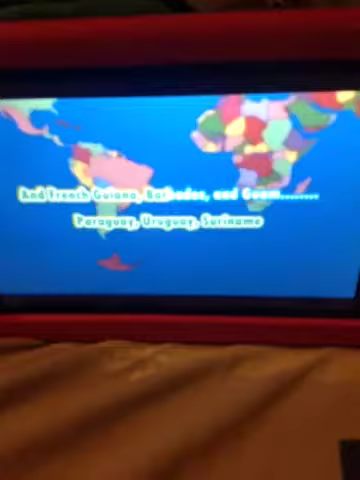 And French Guiana, Barbados, and Guam........
Paraguay, Uruguay, Suriname